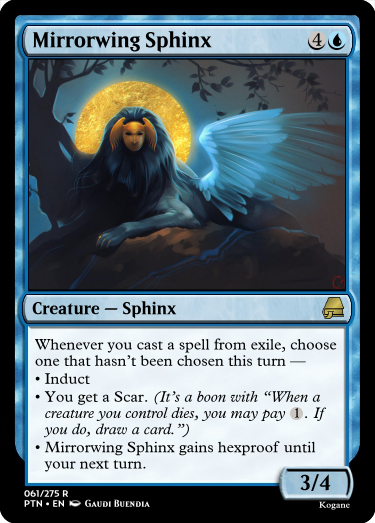 Mirrorwing Sphinx 4
Creature — Sphinx
Whenever you cast a spell from exile, choose
one that hasn't been chosen this turn —
• Induct
• You get a Scar. (It's a boon with “When a
creature you control dies, you may pay 1. If
you do, draw a card.”)
• Mirrorwing Sphinx gains hexproof until
your next turn.
3/4
061/275 R
PTN • EN Gaudi Buendia
Kogane